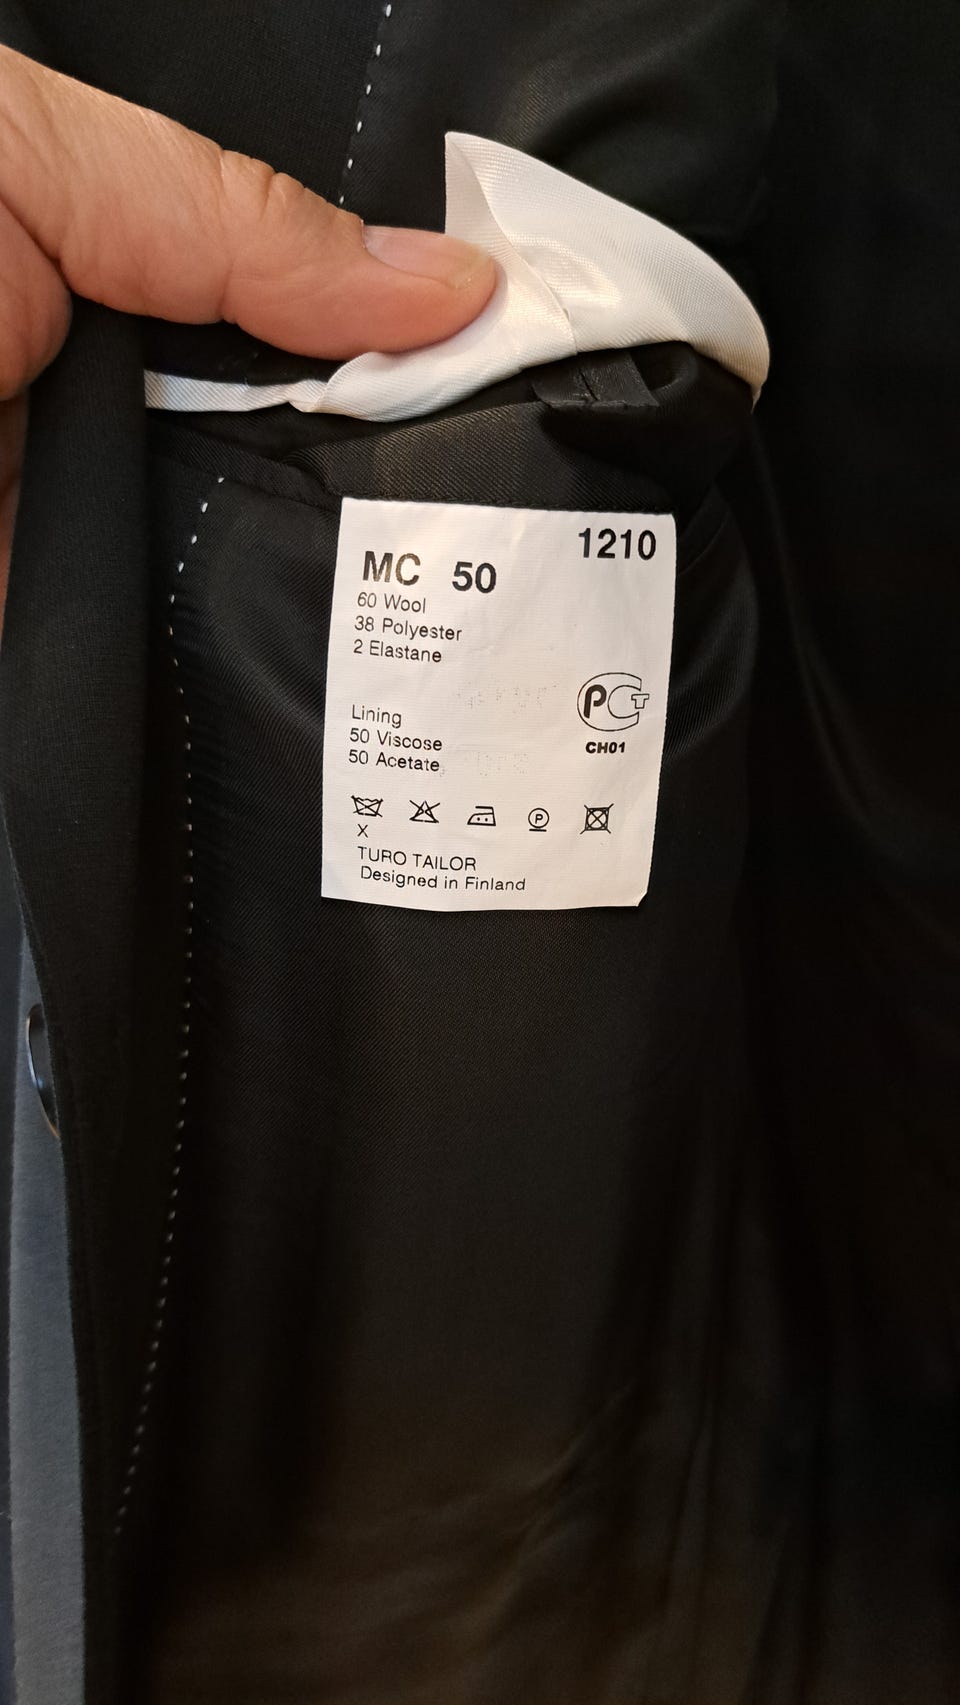 1210
MC 50
60 Wool
38 Polyester
2 Elastane
PCT
CH01
Lining
50 Viscose
50 Acetate
P
X
TURO TAILOR
Designed in Finland